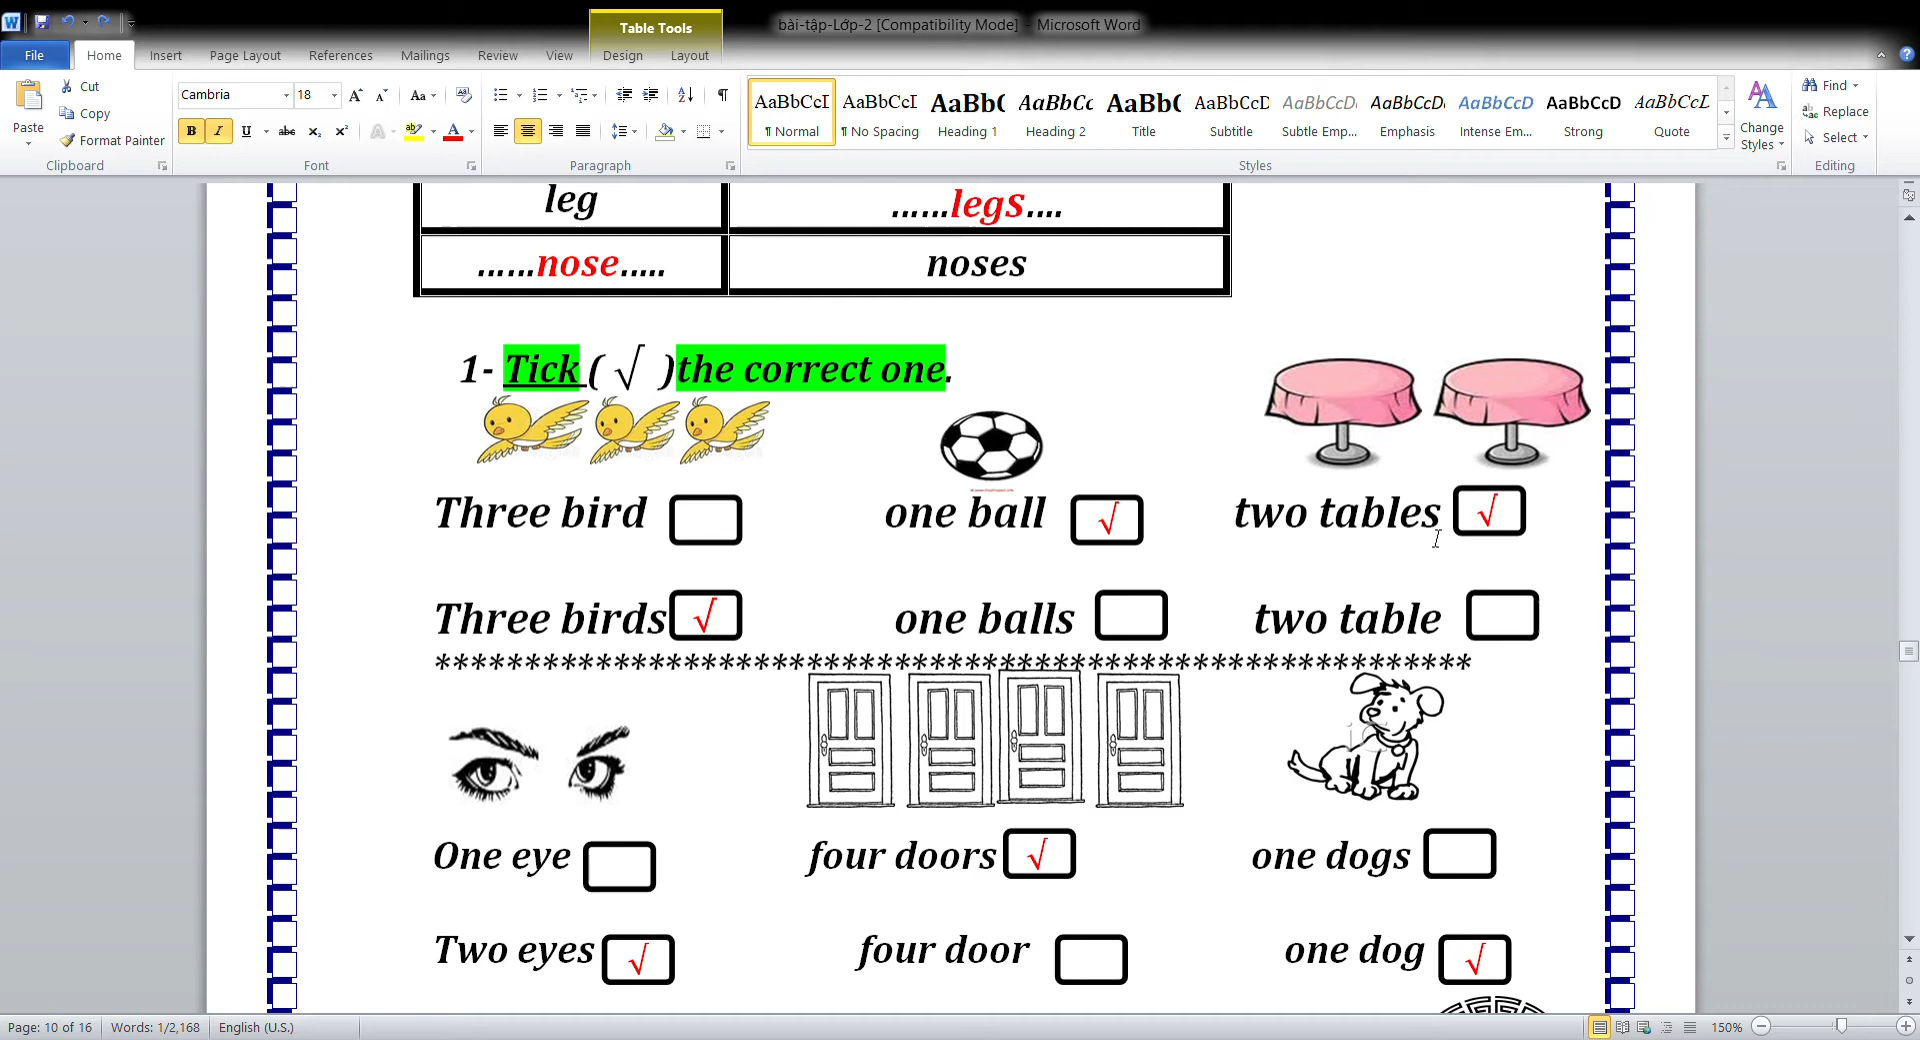 bài-tập-Lớp-2 [Compatibility Mode] - Microsoft Word
Table Tools
File Home Insert Page Layout References Mailings Review View Design Layout
Paste Cut Copy Format Painter
Cambria 18
AaBbCcI AaBbCcI AaBb( AaBbCc AaBb( AaBbCcD AaBbCcD AaBbCcD AaBbCcD AaBbCcD AaBbCcL
¶ Normal ¶ No Spacing Heading 1 Heading 2 Title Subtitle Subtle Emp... Emphasis Intense Em... Strong Quote
Change Styles
Find Replace Select
Clipboard Font Paragraph Styles Editing
leg ......legS....
......nose..... noses
1- Tick ( √ )the correct one.
Three bird one ball √ two tables √
Three birds √ one balls two table
**********************************************************
One eye four doors √ one dogs
Two eyes √ four door one dog √
Page: 10 of 16 Words: 1/2,168 English (U.S.) 150%